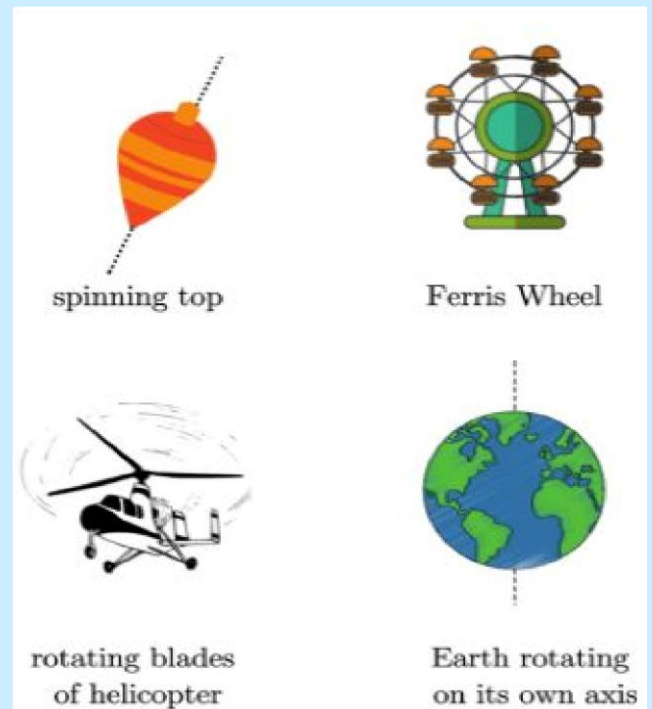 spinning top
Ferris Wheel
rotating blades
of helicopter
Earth rotating
on its own axis